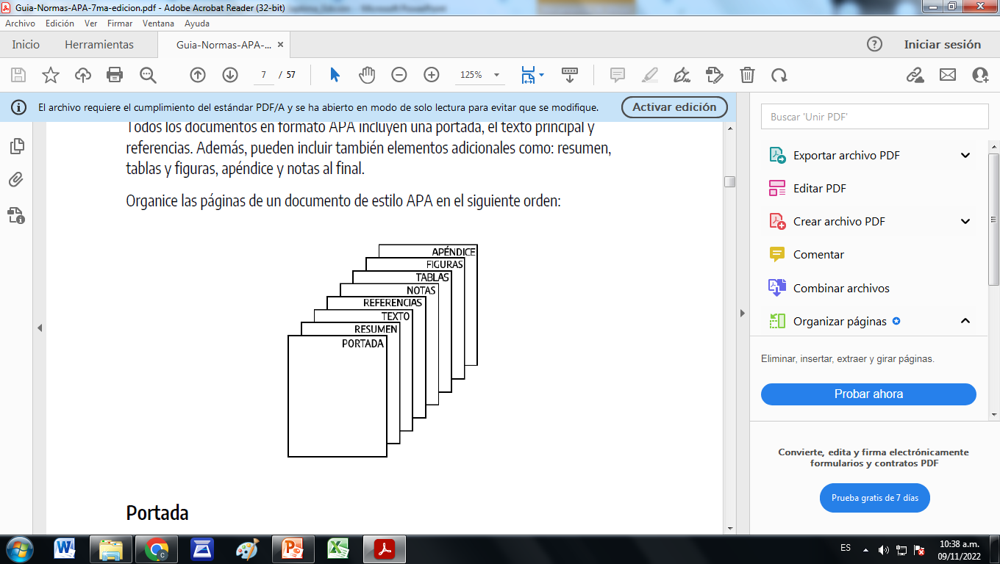 Guia-Normas-APA-7ma-edicion.pdf - Adobe Acrobat Reader (32-bit)
Archivo Edición Ver Firmar Ventana Ayuda
Inicio Herramientas Guia-Normas-APA-... × Iniciar sesión
7 / 57 125%
El archivo requiere el cumplimiento del estándar PDF/A y se ha abierto en modo de solo lectura para evitar que se modifique. Activar edición
Todos los documentos en formato APA incluyen una portada, el texto principal y
referencias. Además, pueden incluir también elementos adicionales como: resumen,
tablas y figuras, apéndice y notas al final.
Organice las páginas de un documento de estilo APA en el siguiente orden:
APÉNDICE
FIGURAS
TABLAS
NOTAS
REFERENCIAS
TEXTO
RESUMEN
PORTADA
Portada
Buscar 'Unir PDF'
Exportar archivo PDF
Editar PDF
Crear archivo PDF
Comentar
Combinar archivos
Organizar páginas
Eliminar, insertar, extraer y girar páginas.
Probar ahora
Convierte, edita y firma electrónicamente
formularios y contratos PDF
Prueba gratis de 7 días
ES
10:38 a.m.
09/11/2022